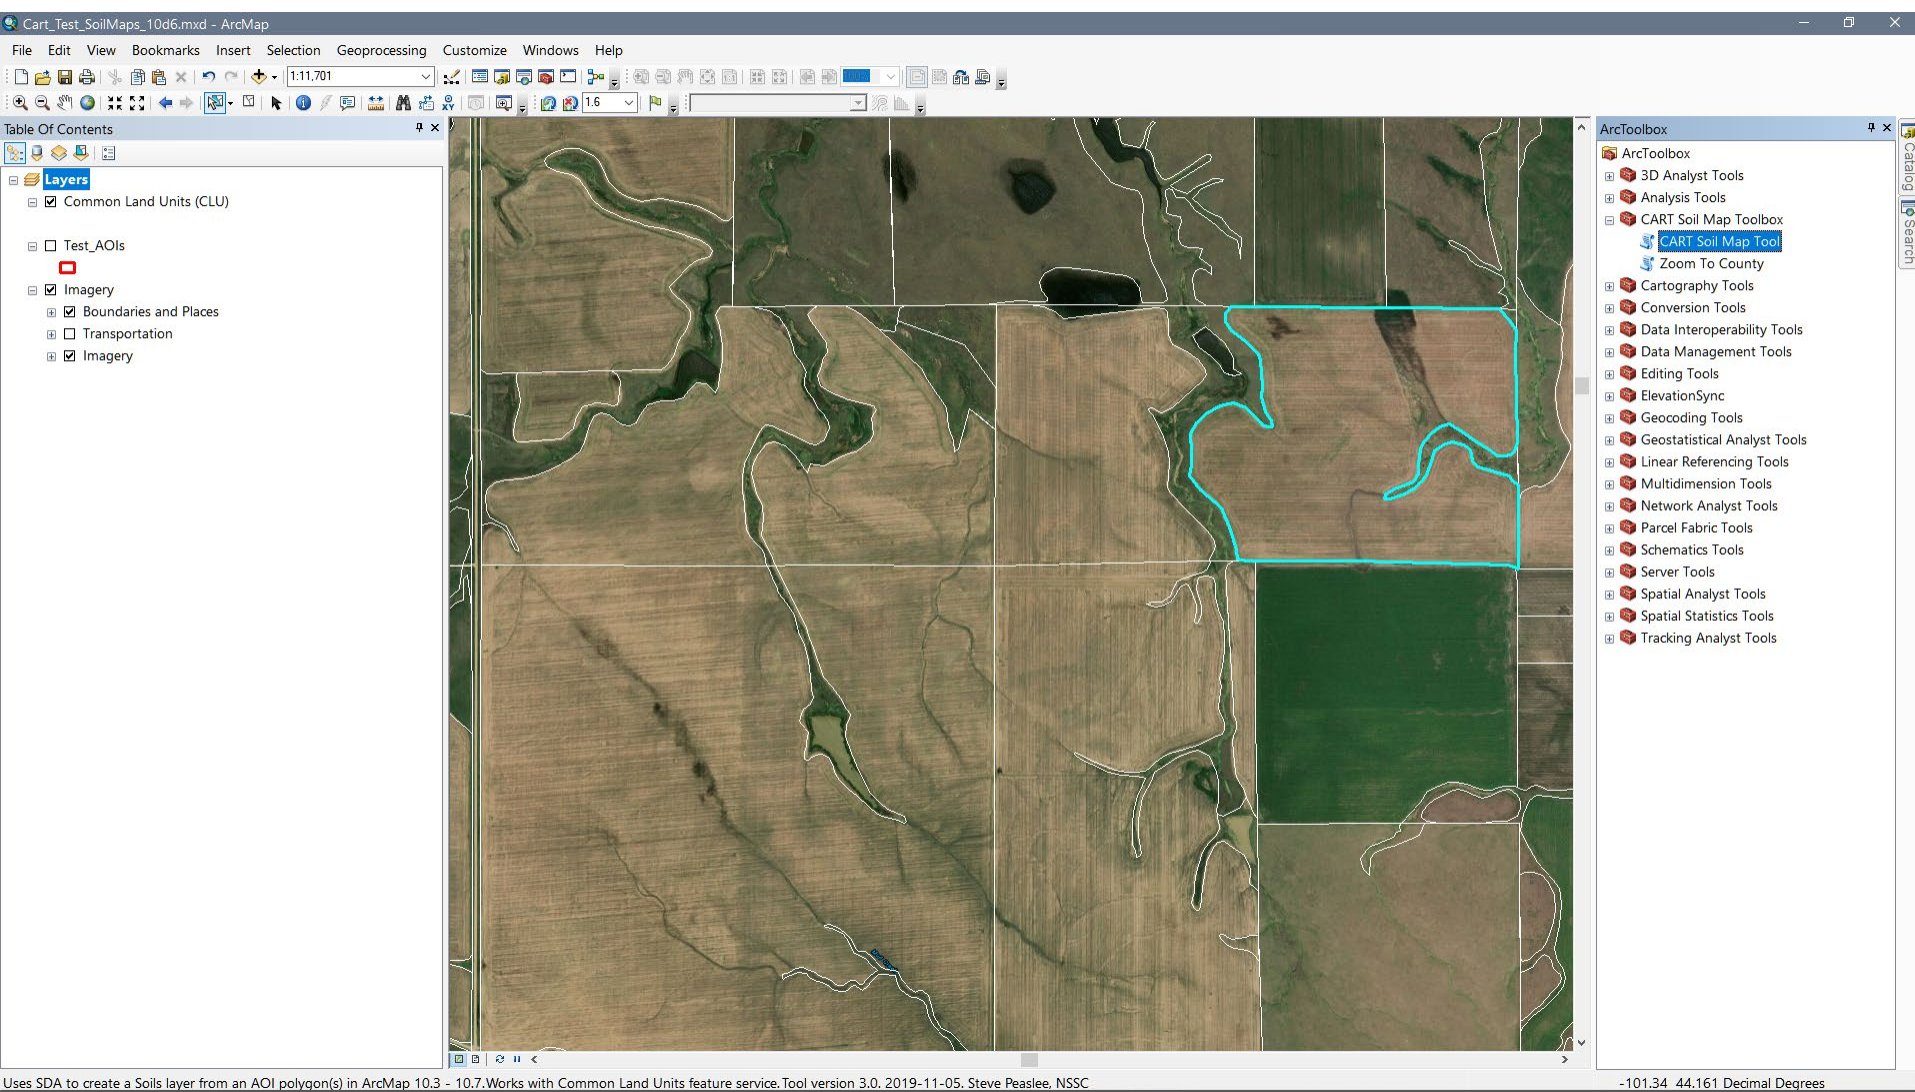 Cart_Test_SoilMaps_10d6.mxd - ArcMap
File Edit View Bookmarks Insert Selection Geoprocessing Customize Windows Help
1:11,701
1.6
Table Of Contents
Layers
Common Land Units (CLU)
Test_AOIs
Imagery
Boundaries and Places
Transportation
Imagery
ArcToolbox
ArcToolbox
3D Analyst Tools
Analysis Tools
CART Soil Map Toolbox
CART Soil Map Tool
Zoom To County
Cartography Tools
Conversion Tools
Data Interoperability Tools
Data Management Tools
Editing Tools
ElevationSync
Geocoding Tools
Geostatistical Analyst Tools
Linear Referencing Tools
Multidimension Tools
Network Analyst Tools
Parcel Fabric Tools
Schematics Tools
Server Tools
Spatial Analyst Tools
Spatial Statistics Tools
Tracking Analyst Tools
Catalog
Search
Uses SDA to create a Soils layer from an AOI polygon(s) in ArcMap 10.3 - 10.7.Works with Common Land Units feature service.Tool version 3.0. 2019-11-05. Steve Peaslee, NSSC
-101.34 44.161 Decimal Degrees